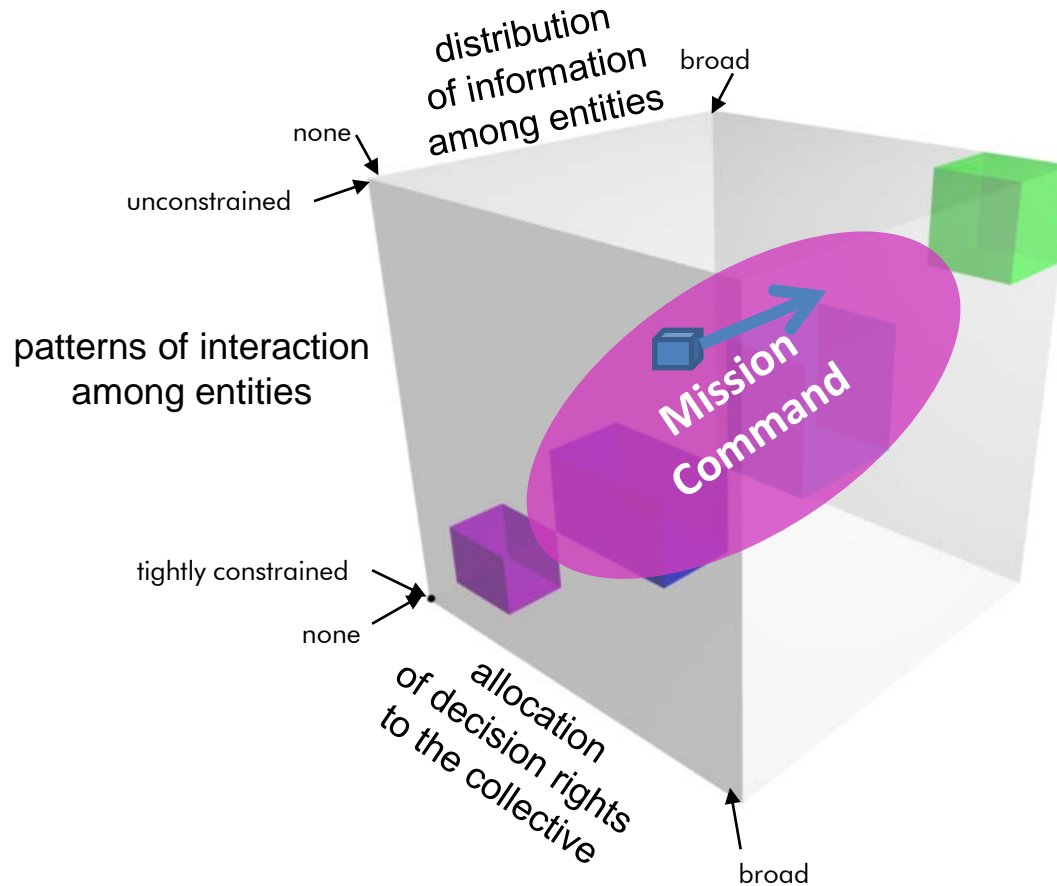 distribution
of information
among entities
broad
none
unconstrained
patterns of interaction
among entities
Mission
Command
tightly constrained
none
allocation
of decision rights
to the collective
broad